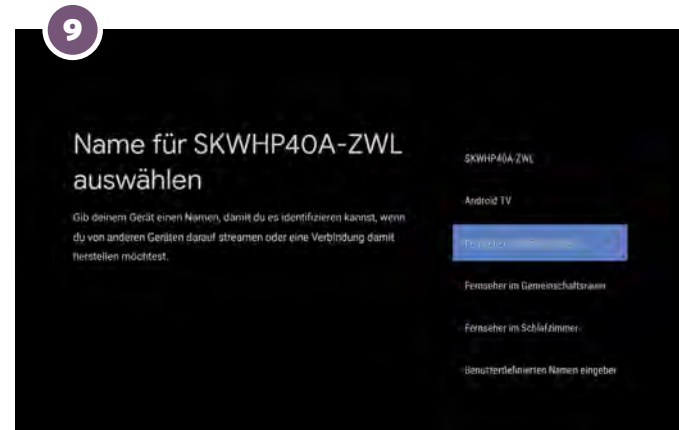 9
Name für SKWHP40A-ZWL
auswählen
Gib deinem Gerät einen Namen, damit du es identifizieren kannst, wenn
du von anderen Geräten darauf streamen oder eine Verbindung damit
herstellen möchtest.
SKWHP40A-ZWL
Android TV
Fernseher
Fernseher im Gemeinschaftsraum
Fernseher im Schlafzimmer
Benutzerdefinierten Namen eingeben